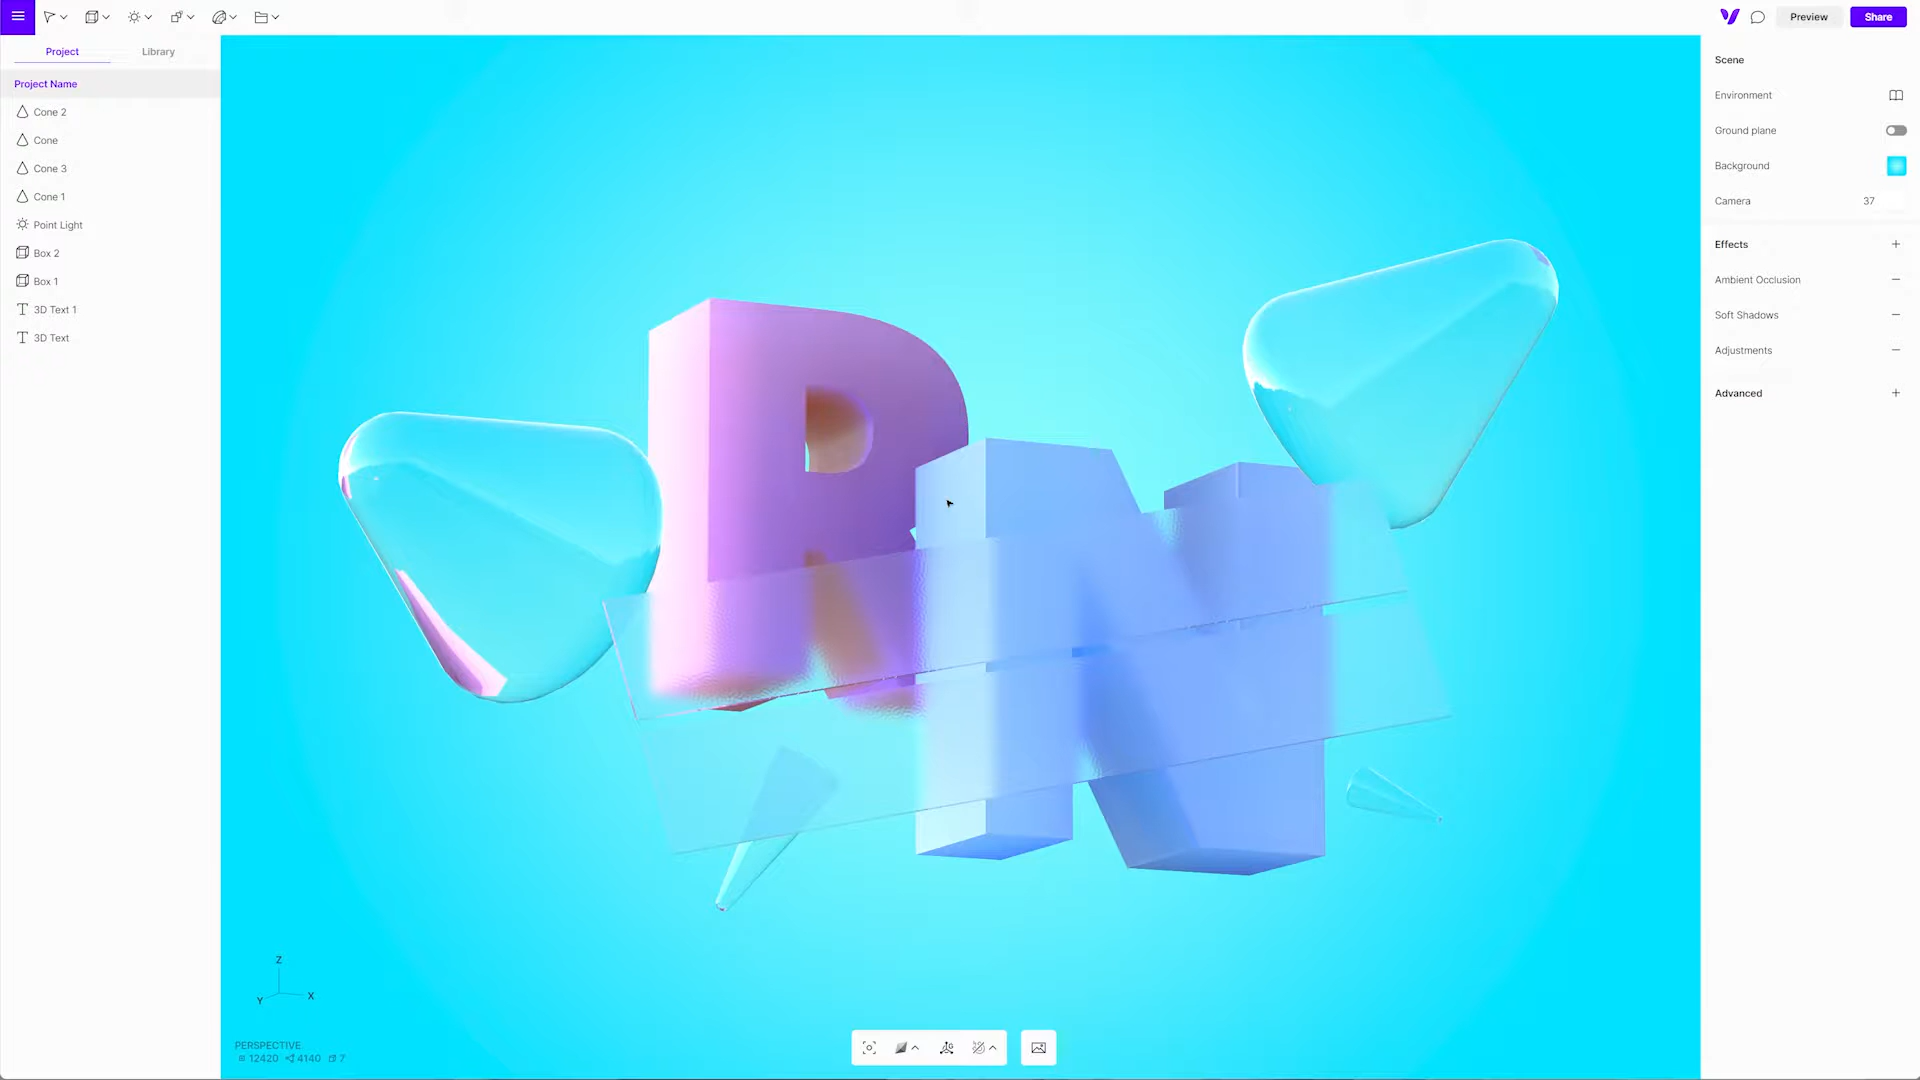 Preview
Share
Project
Library
Project Name
Cone 2
Cone
Cone 3
Cone 1
Point Light
Box 2
Box 1
3D Text 1
3D Text
Scene
Environment
Ground plane
Background
Camera 37
Effects
Ambient Occlusion
Soft Shadows
Adjustments
Advanced
R
N
Z
Y
X
PERSPECTIVE
12420 4140 7